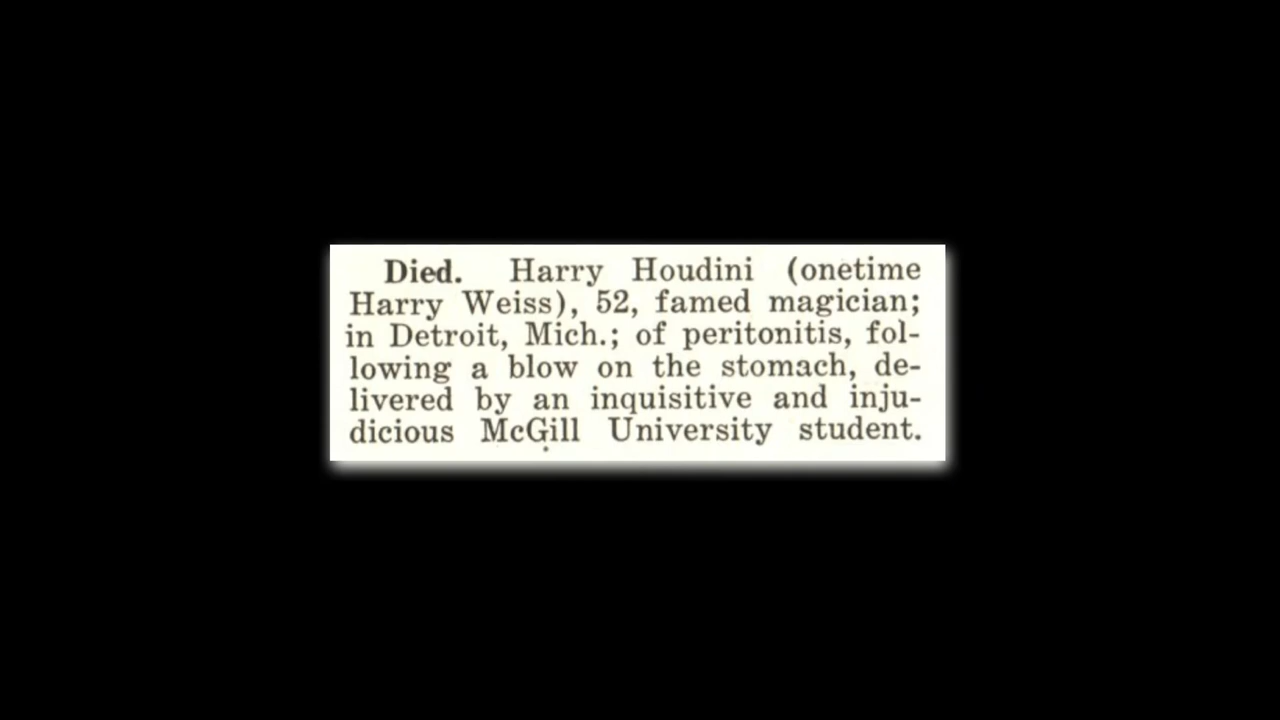 Died. Harry Houdini (onetime
Harry Weiss), 52, famed magician;
in Detroit, Mich.; of peritonitis, fol-
lowing a blow on the stomach, de-
livered by an inquisitive and inju-
dicious McGill University student.